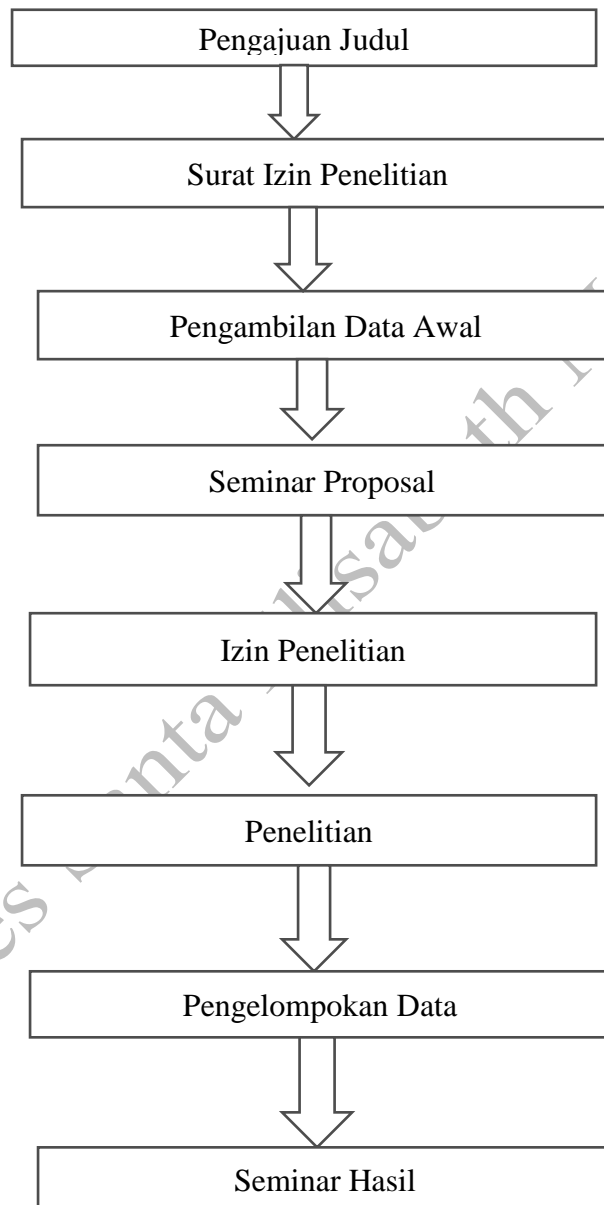 Pengajuan Judul
Surat Izin Penelitian
Pengambilan Data Awal
Seminar Proposal
Izin Penelitian
Penelitian
Pengelompokan Data
Seminar Hasil